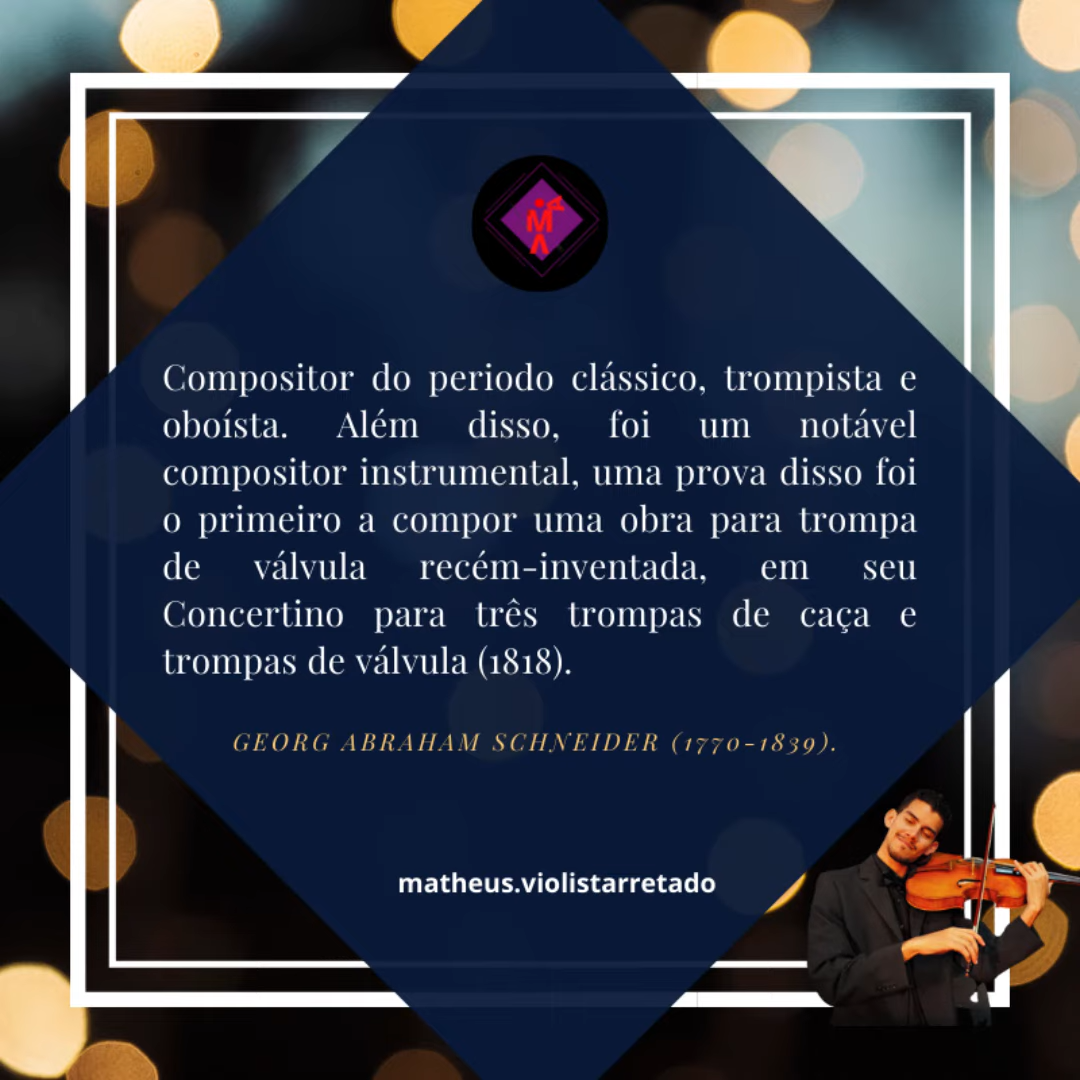 MA
Compositor do periodo clássico, trompista e
oboísta. Além disso, foi um notável
compositor instrumental, uma prova disso foi
o primeiro a compor uma obra para trompa
de válvula recém-inventada, em seu
Concertino para três trompas de caça e
trompas de válvula (1818).
GEORG ABRAHAM SCHNEIDER (1770-1839).
matheus.violistarretado